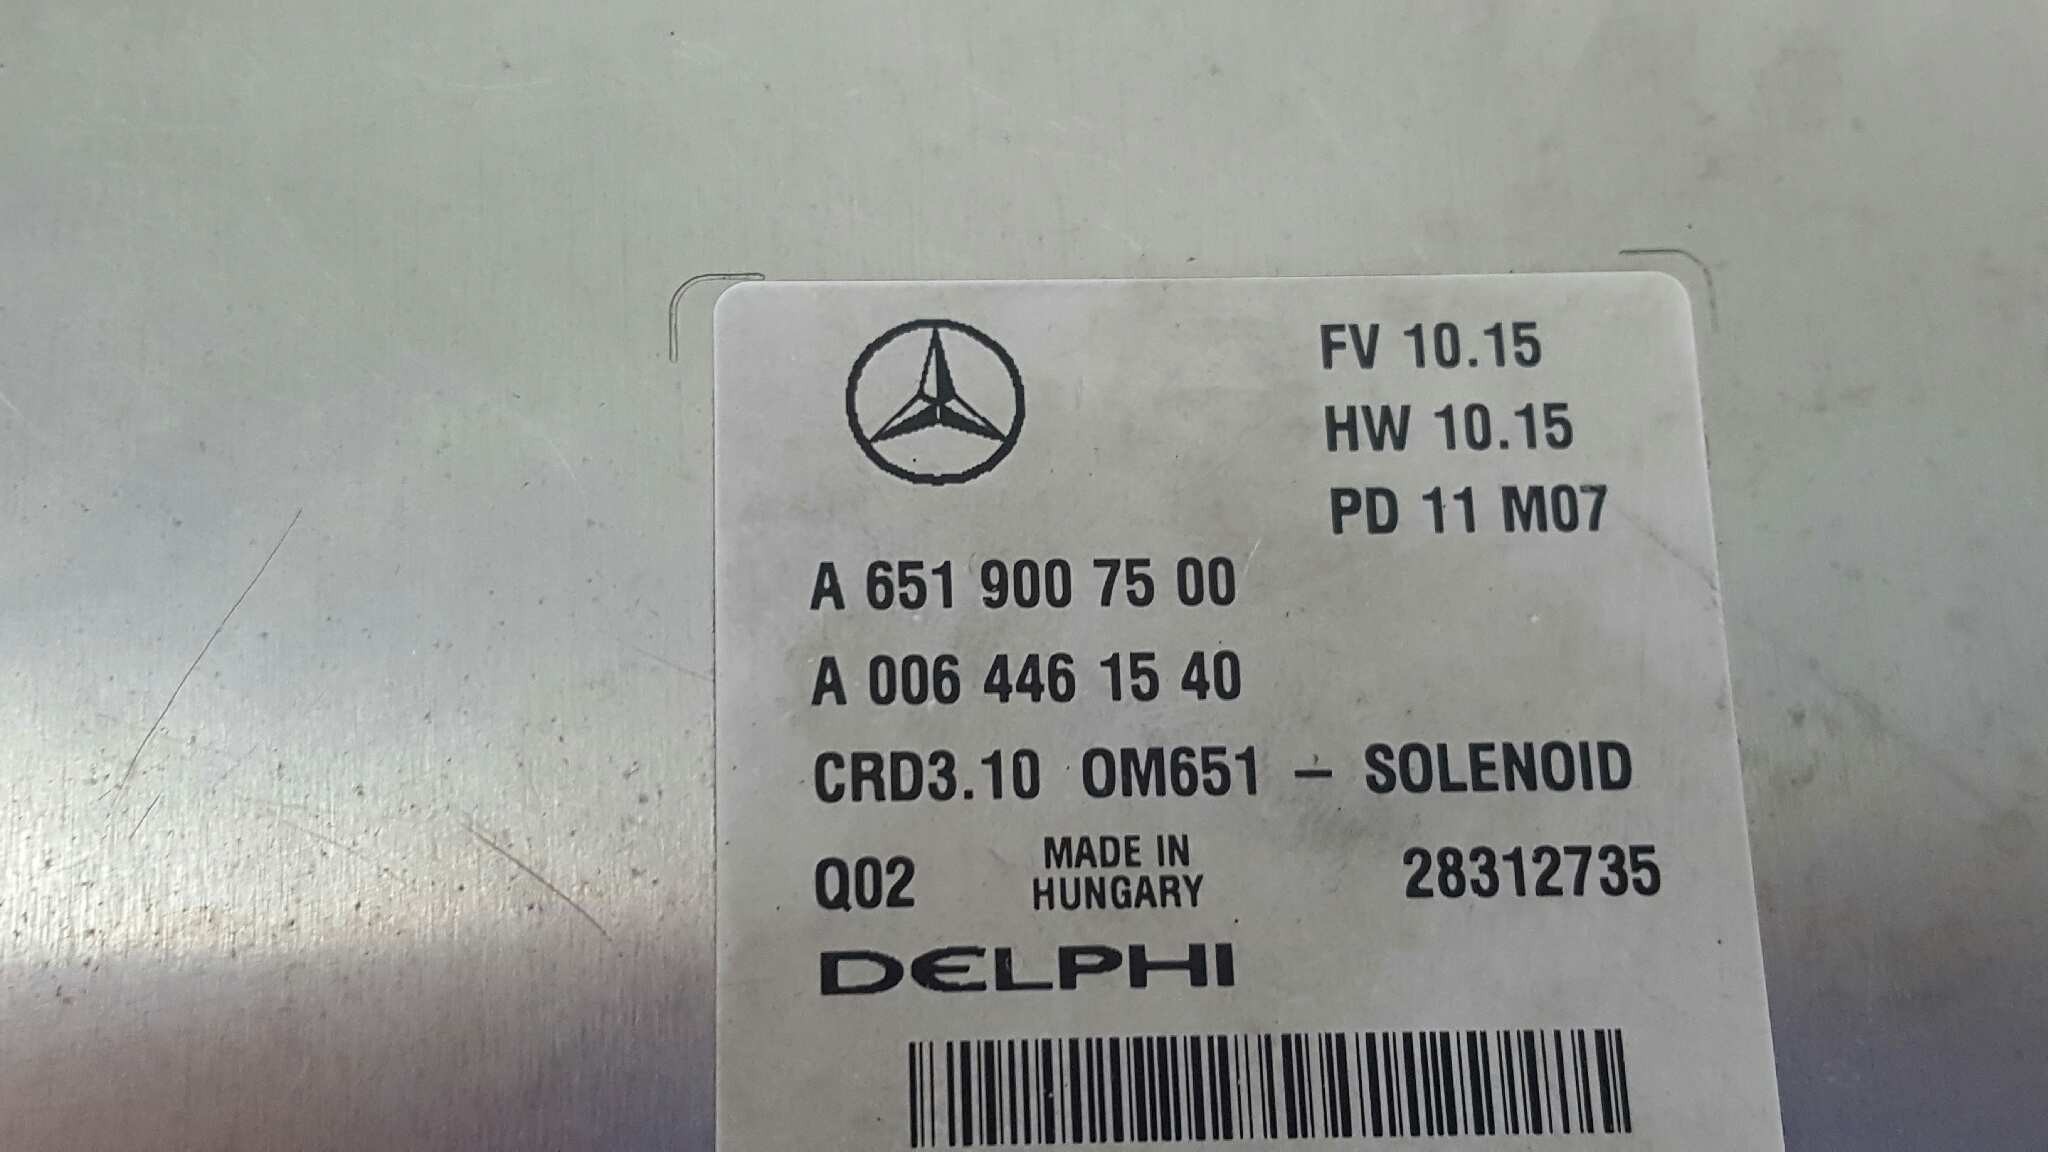 FV 10.15
HW 10.15
PD 11 M07
A 651 900 75 00
A 006 446 15 40
CRD3.10 OM651 – SOLENOID
Q02 MADE IN HUNGARY 28312735
DELPHI